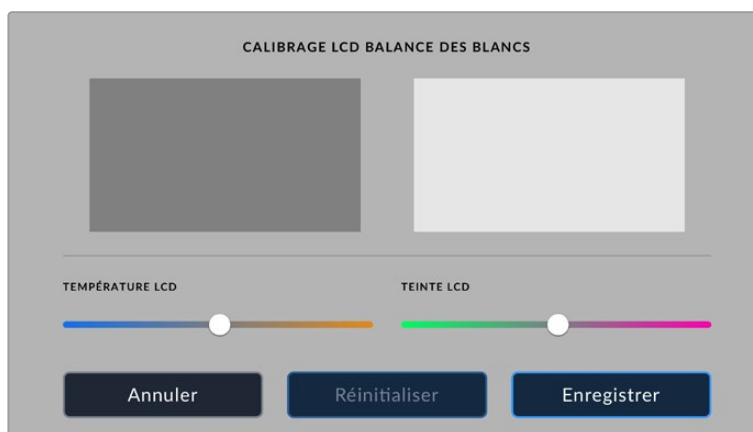 CALIBRAGE LCD BALANCE DES BLANCS
TEMPÉRATURE LCD
TEINTE LCD
Annuler
Réinitialiser
Enregistrer